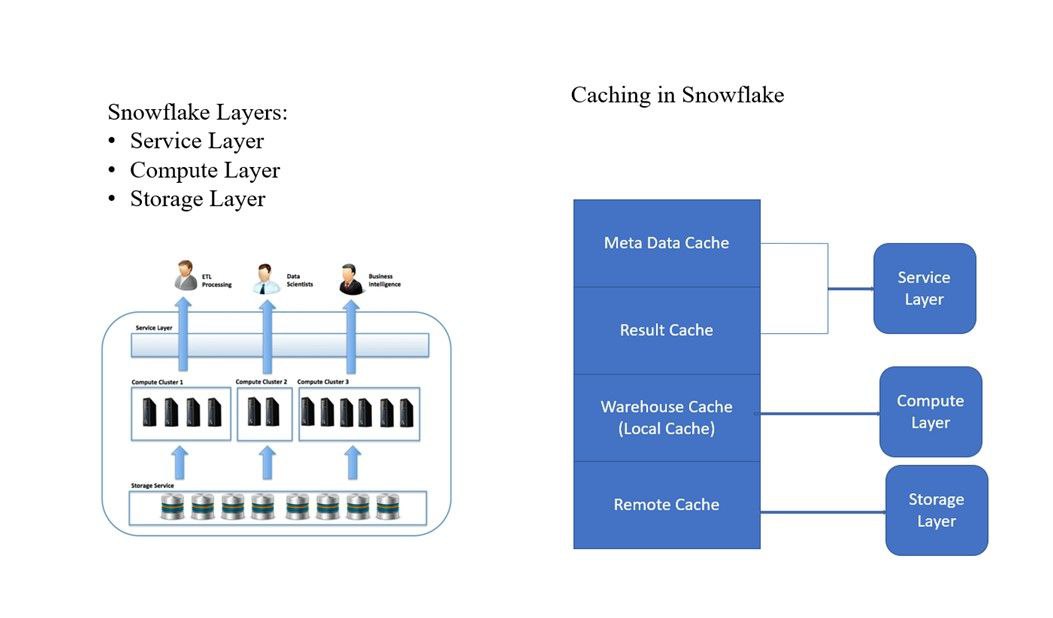 Snowflake Layers:
• Service Layer
• Compute Layer
• Storage Layer
ETL
Processing
Data
Scientists
Business
Intelligence
Service Layer
Compute Cluster 1
Compute Cluster 2
Compute Cluster 3
Storage Service
Caching in Snowflake
Meta Data Cache
Result Cache
Warehouse Cache
(Local Cache)
Remote Cache
Service
Layer
Compute
Layer
Storage
Layer